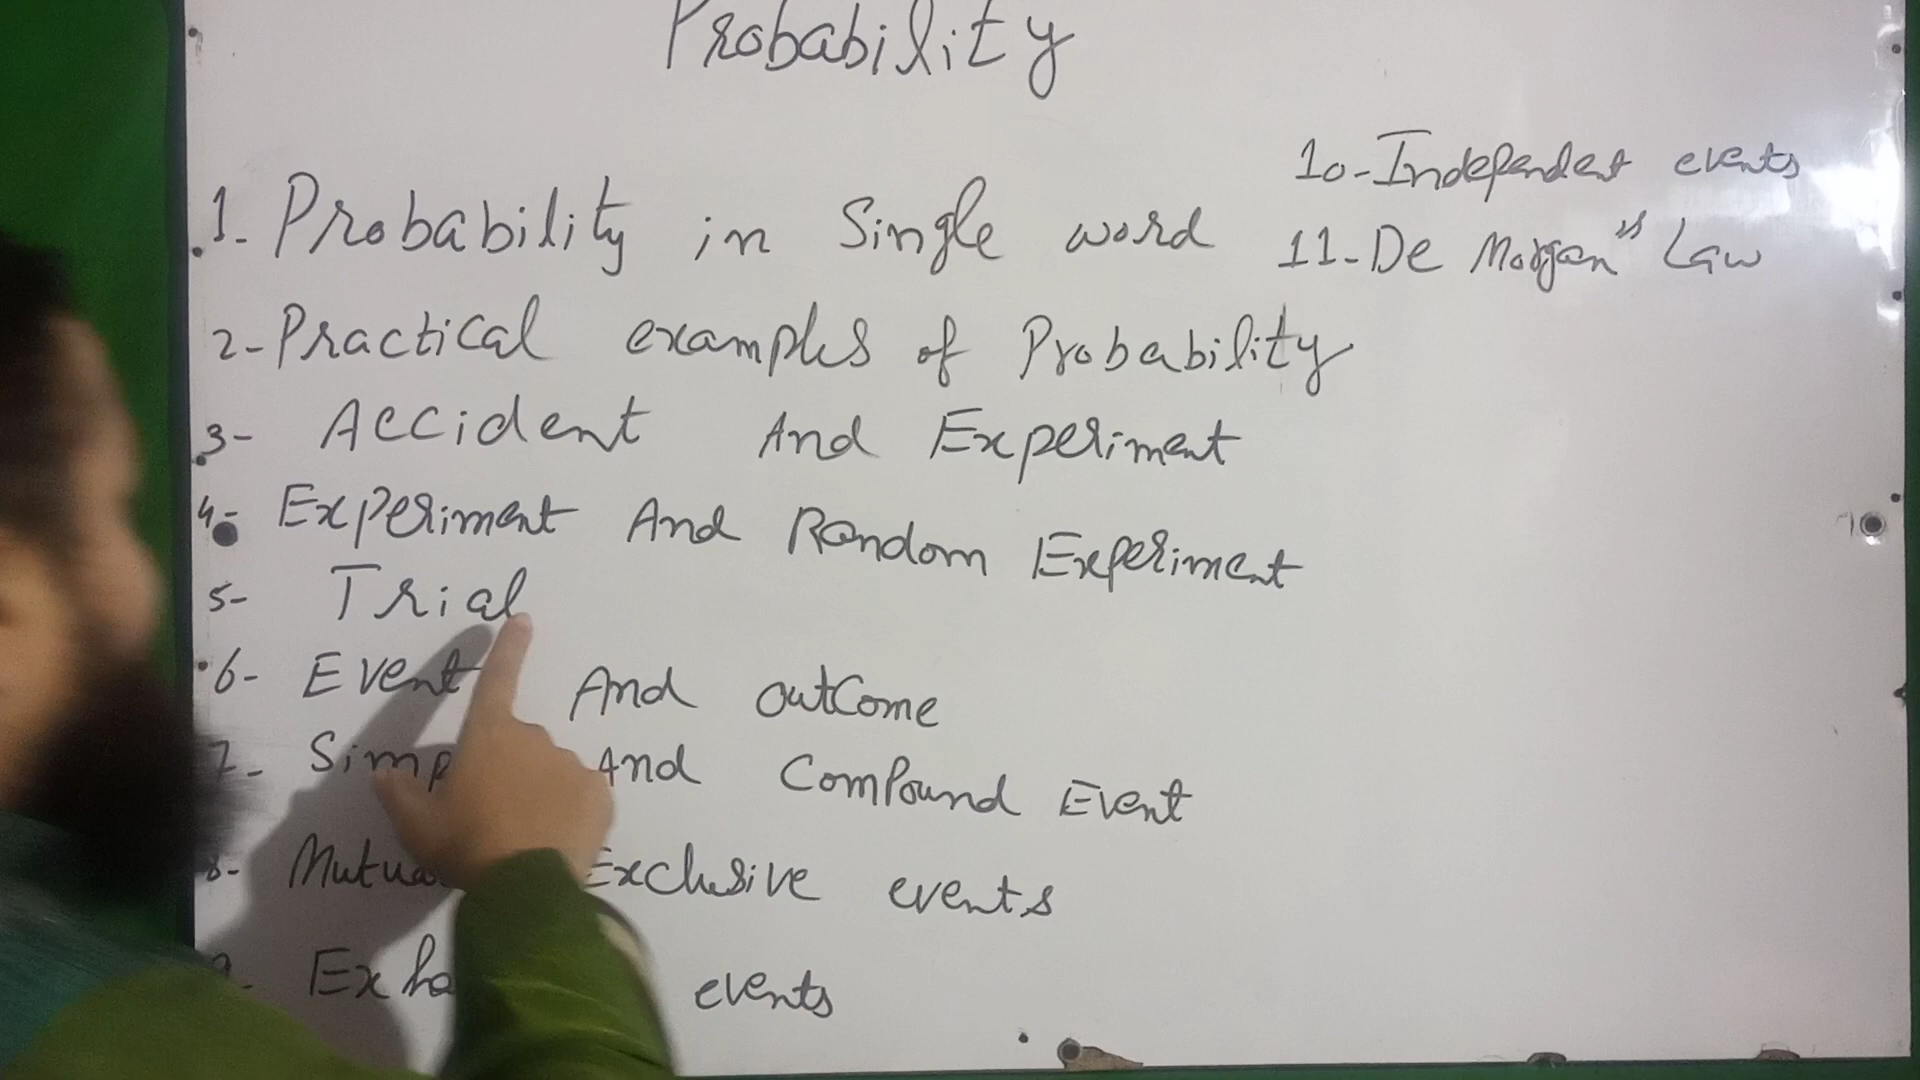 Probability
1- Probability in Single word
2- Practical examples of Probability
3- Accident And Experiment
4- Experiment And Random Experiment
5- Trial
6- Event And outcome
7- And Compound Event
8- Exclusive events
events
10- Independent events
11- De Morgan's Law